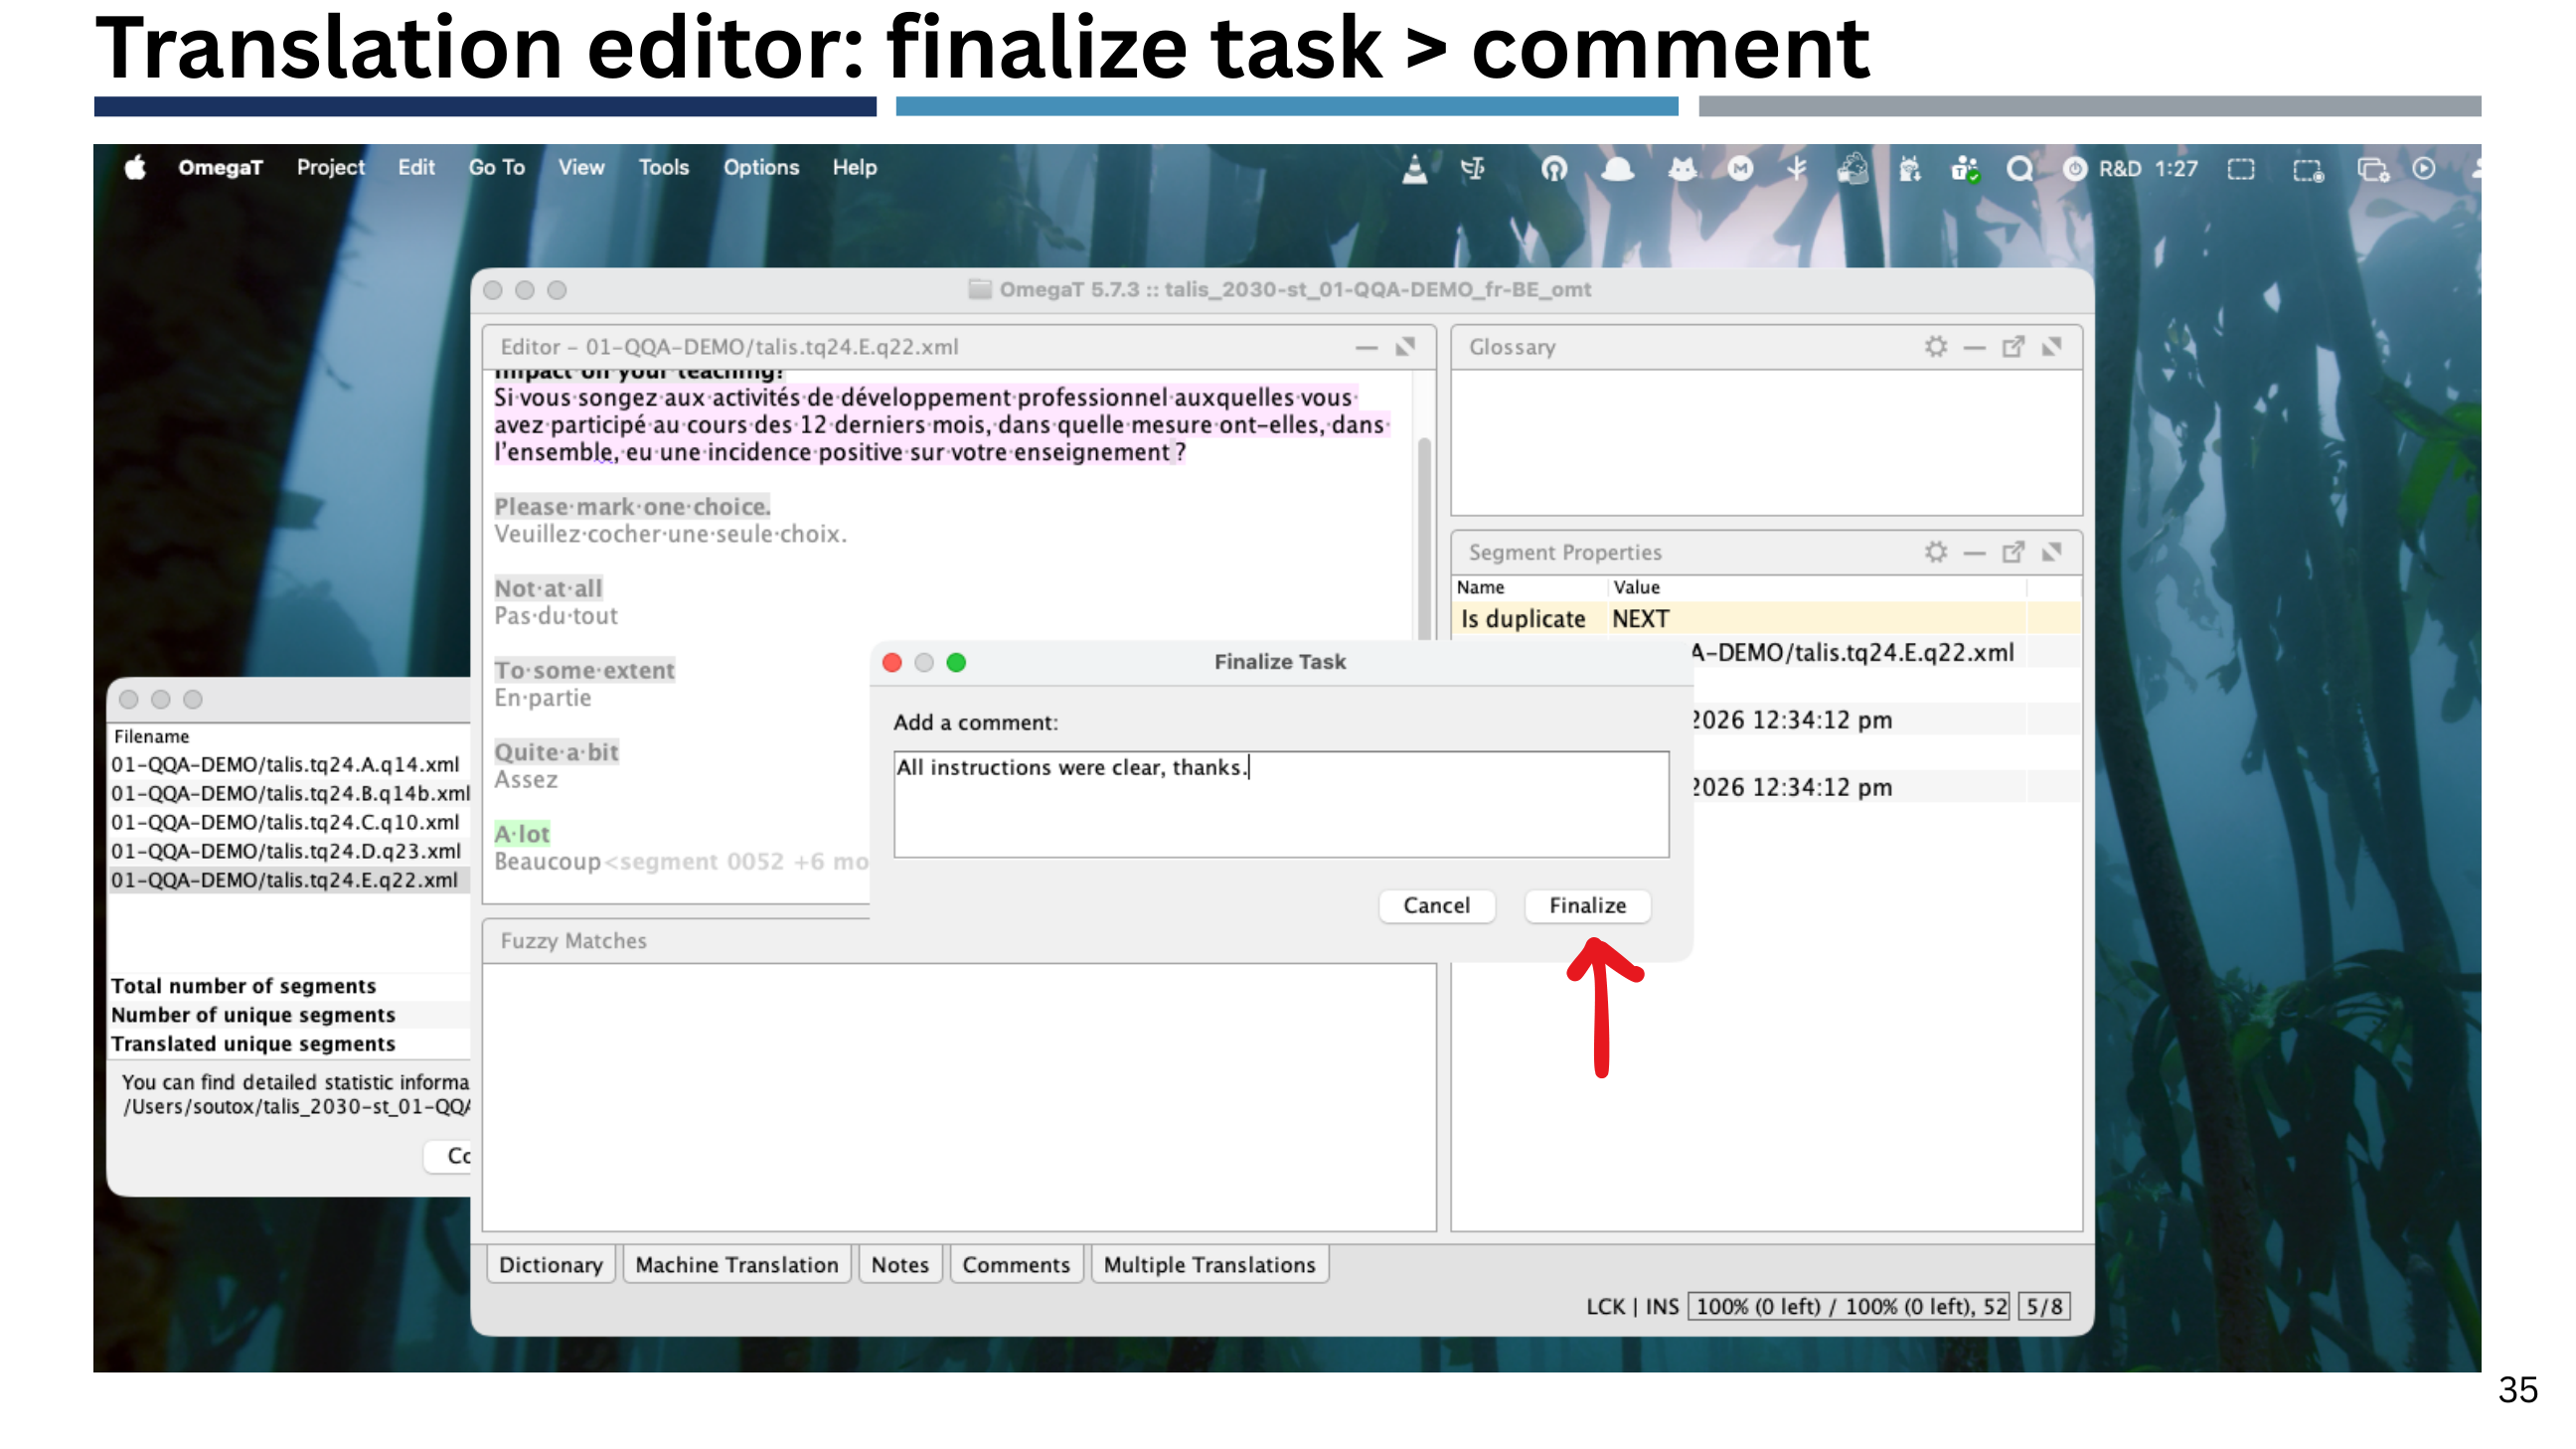 Translation editor: finalize task > comment
OmegaT Project Edit Go To View Tools Options Help R&D 1:27
OmegaT 5.7.3 :: talis_2030-st_01-QQA-DEMO_fr-BE_omt
Editor – 01-QQA-DEMO/talis.tq24.E.q22.xml
impact·on·your·teaching?
Si·vous·songez·aux·activités·de·développement·professionnel·auxquelles·vous·
avez·participé·au·cours·des·12·derniers·mois,·dans·quelle·mesure·ont-elles,·dans·
l'ensemble,·eu·une·incidence·positive·sur·votre·enseignement ?
Please·mark·one·choice.
Veuillez·cocher·une·seule·choix.
Not·at·all
Pas·du·tout
To·some·extent
En·partie
Quite·a·bit
Assez
A·lot
Beaucoup<segment 0052 +6 mo
Glossary
Segment Properties
Name Value
Is duplicate NEXT
A-DEMO/talis.tq24.E.q22.xml
2026 12:34:12 pm
2026 12:34:12 pm
Finalize Task
Add a comment:
All instructions were clear, thanks.
Cancel Finalize
Filename
01-QQA-DEMO/talis.tq24.A.q14.xml
01-QQA-DEMO/talis.tq24.B.q14b.xml
01-QQA-DEMO/talis.tq24.C.q10.xml
01-QQA-DEMO/talis.tq24.D.q23.xml
01-QQA-DEMO/talis.tq24.E.q22.xml
Total number of segments
Number of unique segments
Translated unique segments
You can find detailed statistic informa
/Users/soutox/talis_2030-st_01-QQA
Co
Fuzzy Matches
Dictionary Machine Translation Notes Comments Multiple Translations
LCK | INS 100% (0 left) / 100% (0 left), 52 5/8
35